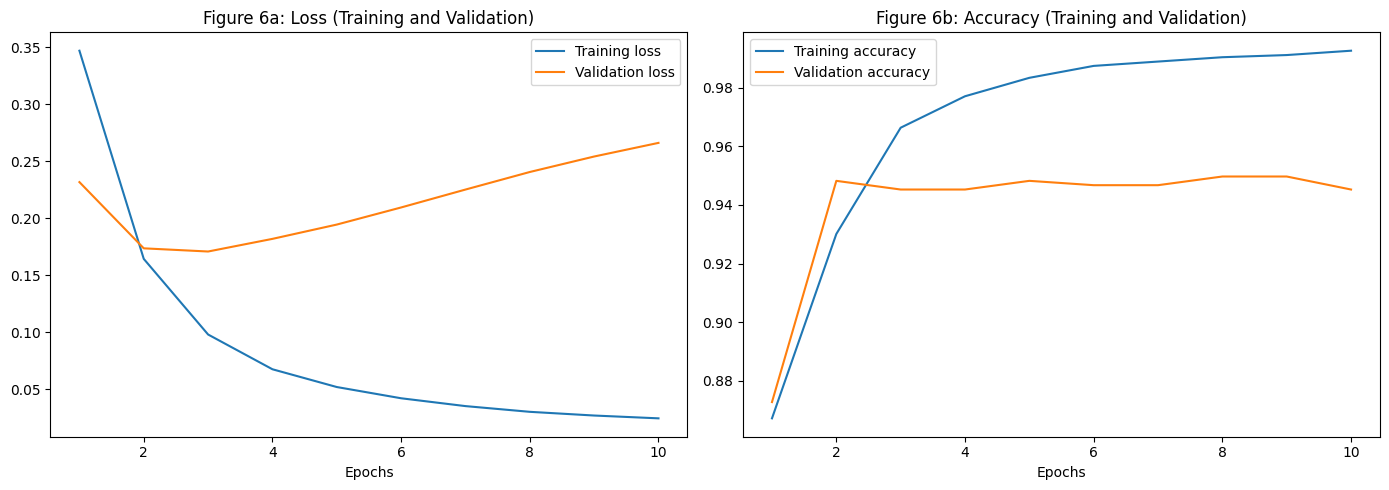 Figure 6a: Loss (Training and Validation)
0.35
0.30
0.25
0.20
0.15
0.10
0.05
Training loss
Validation loss
2 4 6 8 10
Epochs
Figure 6b: Accuracy (Training and Validation)
Training accuracy
Validation accuracy
0.98
0.96
0.94
0.92
0.90
0.88
2 4 6 8 10
Epochs